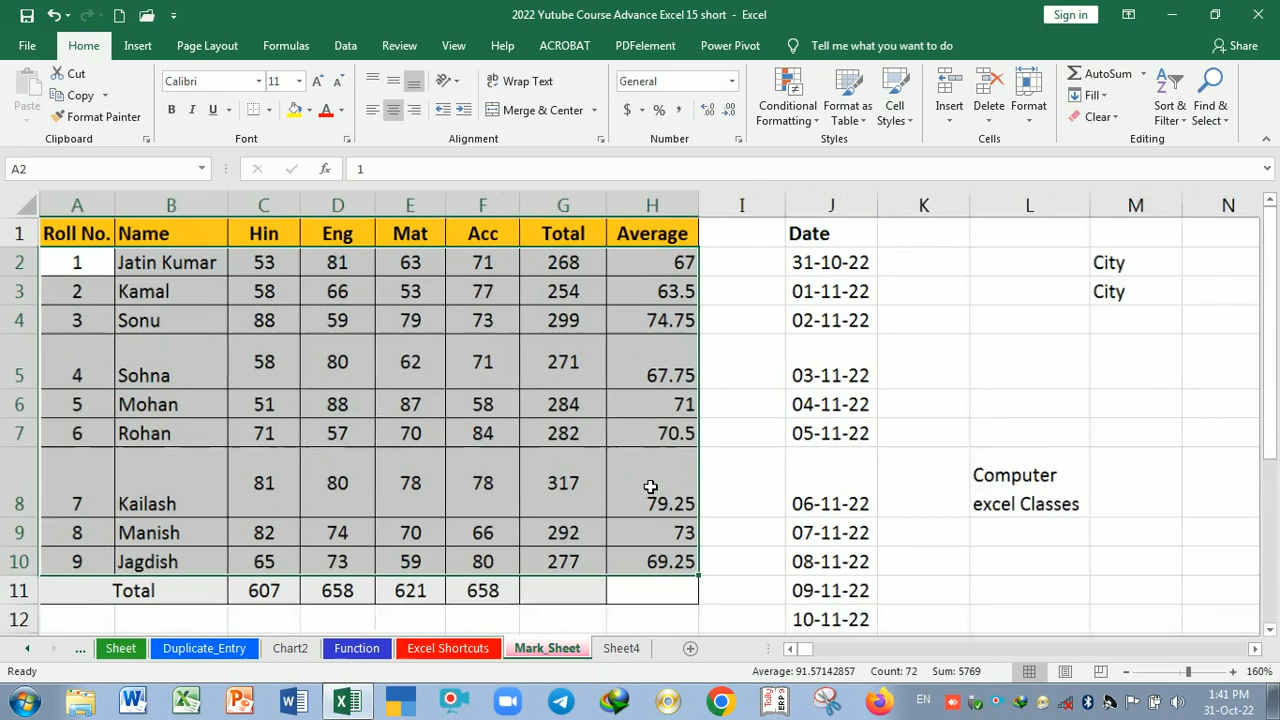 2022 Yutube Course Advance Excel 15 short - Excel
Sign in
File Home Insert Page Layout Formulas Data Review View Help ACROBAT PDFelement Power Pivot Tell me what you want to do Share
Paste
Cut
Copy
Format Painter
Clipboard
Calibri 11
B I U
Font
Wrap Text
Merge & Center
Alignment
General
$ % ,
Number
Conditional Formatting
Format as Table
Cell Styles
Styles
Insert
Delete
Format
Cells
AutoSum
Fill
Clear
Sort & Filter
Find & Select
Editing
A2 fx 1
A B C D E F G H I J K L M N
1 Roll No. Name Hin Eng Mat Acc Total Average Date
2 1 Jatin Kumar 53 81 63 71 268 67 31-10-22 City
3 2 Kamal 58 66 53 77 254 63.5 01-11-22 City
4 3 Sonu 88 59 79 73 299 74.75 02-11-22
5 4 Sohna 58 80 62 71 271 67.75 03-11-22
6 5 Mohan 51 88 87 58 284 71 04-11-22
7 6 Rohan 71 57 70 84 282 70.5 05-11-22
8 7 Kailash 81 80 78 78 317 79.25 06-11-22 Computer excel Classes
9 8 Manish 82 74 70 66 292 73 07-11-22
10 9 Jagdish 65 73 59 80 277 69.25 08-11-22
11 Total 607 658 621 658 09-11-22
12 10-11-22
... Sheet Duplicate_Entry Chart2 Function Excel Shortcuts Mark_Sheet Sheet4
Ready Average: 91.57142857 Count: 72 Sum: 5769 160%
EN 1:41 PM
31-Oct-22